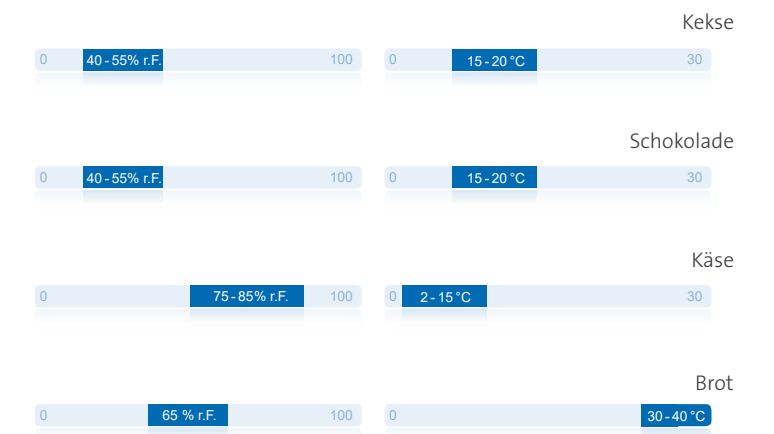 Kekse
0 40 - 55% r.F. 100 0 15 - 20 °C 30
Schokolade
0 40 - 55% r.F. 100 0 15 - 20 °C 30
Käse
0 75 - 85% r.F. 100 0 2 - 15 °C 30
Brot
0 65 % r.F. 100 0 30 - 40 °C